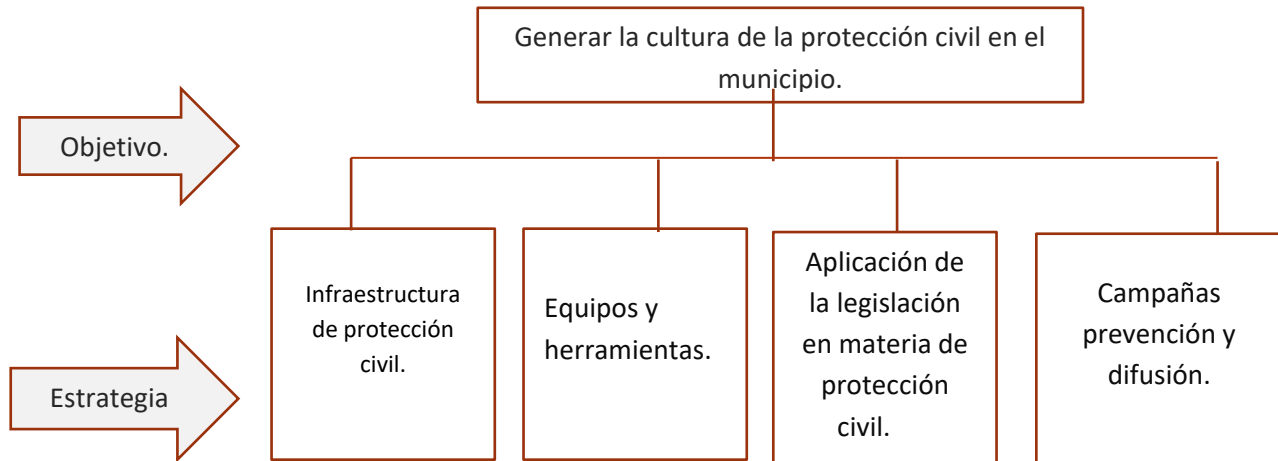 Generar la cultura de la protección civil en el
municipio.
Objetivo.
Infraestructura
de protección
civil.
Equipos y
herramientas.
Aplicación de
la legislación
en materia de
protección
civil.
Campañas
prevención y
difusión.
Estrategia